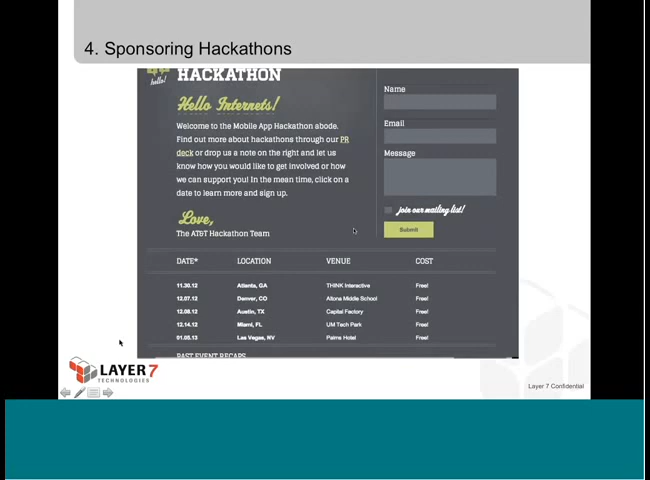 4. Sponsoring Hackathons
hello!
HACKATHON
Hello Internets!
Welcome to the Mobile App Hackathon abode.
Find out more about hackathons through our PR
deck or drop us a note on the right and let us
know how you would like to get involved or how
we can support you! In the mean time, click on a
date to learn more and sign up.
Love,
The AT&T Hackathon Team
Name
Email
Message
join our mailing list!
Submit
DATE* LOCATION VENUE COST
11.30.12 Atlanta, GA THINK Interactive Free!
12.07.12 Denver, CO Altona Middle School Free!
12.08.12 Austin, TX Capital Factory Free!
12.14.12 Miami, FL UM Tech Park Free!
01.05.13 Las Vegas, NV Palms Hotel Free!
PAST EVENT RECAPS
LAYER 7
TECHNOLOGIES
Layer 7 Confidential